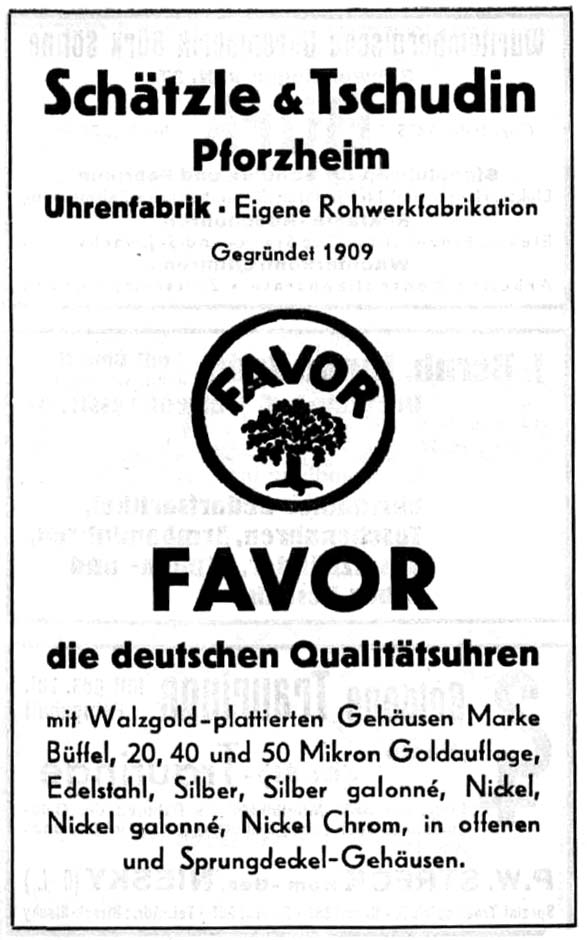 Schätzle & Tschudin
Pforzheim
Uhrenfabrik • Eigene Rohwerkfabrikation
Gegründet 1909
FAVOR
FAVOR
die deutschen Qualitätsuhren
mit Walzgold-plattierten Gehäusen Marke
Büffel, 20, 40 und 50 Mikron Goldauflage,
Edelstahl, Silber, Silber galonné, Nickel,
Nickel galonné, Nickel Chrom, in offenen
und Sprungdeckel-Gehäusen.